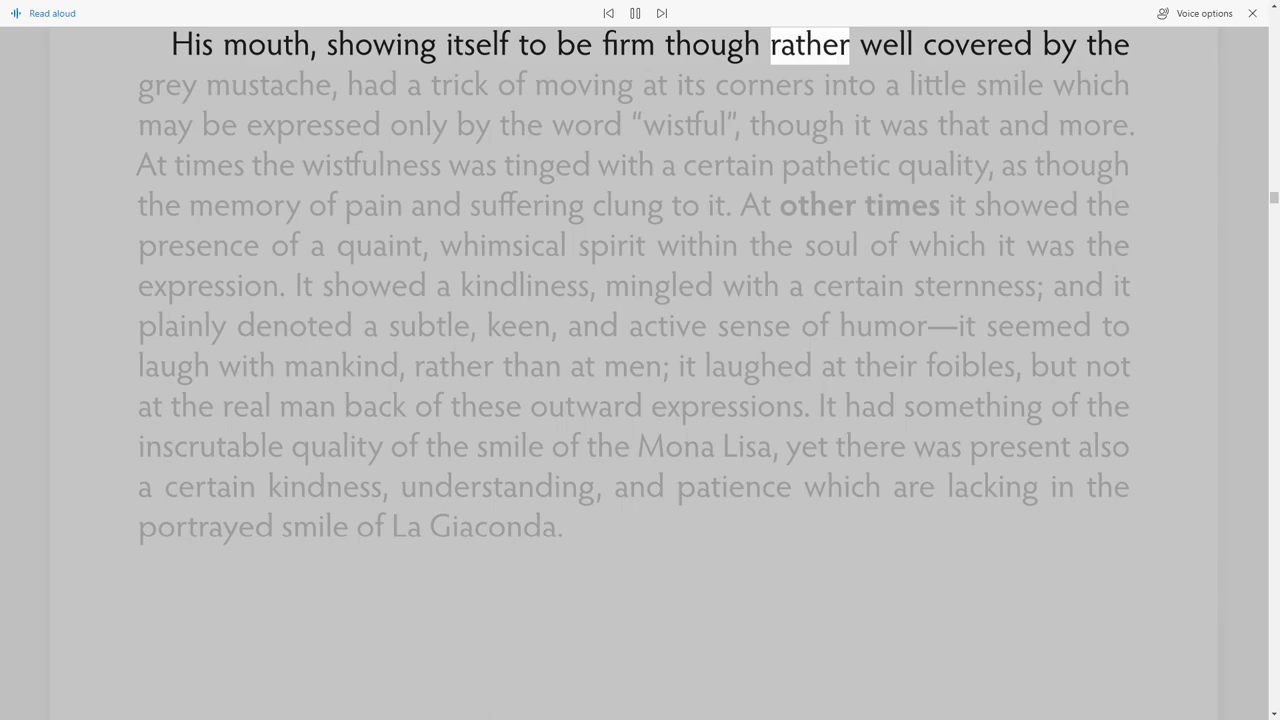 Read aloud
Voice options
His mouth, showing itself to be firm though rather well covered by the
grey mustache, had a trick of moving at its corners into a little smile which
may be expressed only by the word “wistful”, though it was that and more.
At times the wistfulness was tinged with a certain pathetic quality, as though
the memory of pain and suffering clung to it. At other times it showed the
presence of a quaint, whimsical spirit within the soul of which it was the
expression. It showed a kindliness, mingled with a certain sternness; and it
plainly denoted a subtle, keen, and active sense of humor—it seemed to
laugh with mankind, rather than at men; it laughed at their foibles, but not
at the real man back of these outward expressions. It had something of the
inscrutable quality of the smile of the Mona Lisa, yet there was present also
a certain kindness, understanding, and patience which are lacking in the
portrayed smile of La Giaconda.